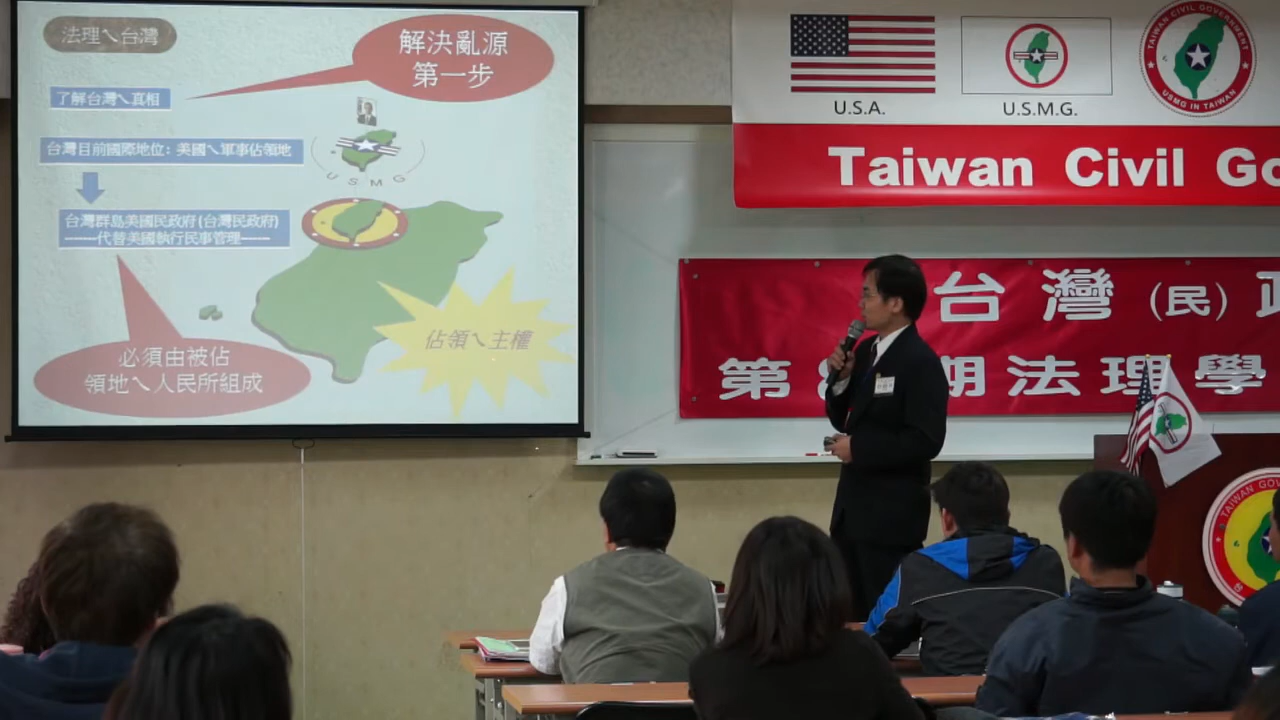 法理ㄟ台灣
解決亂源
第一步
了解台灣ㄟ真相
台灣目前國際地位：美國ㄟ軍事佔領地
USMG
台灣群島美國民政府(台灣民政府)
——代替美國執行民事管理——
佔領ㄟ主權
必須由被佔
領地ㄟ人民所組成
U.S.A.
U.S.M.G.
TAIWAN CIVIL GOVERNMENT
USMG IN TAIWAN
Taiwan Civil Go
台灣(民)政
第
期法理學
TAIWAN GOV